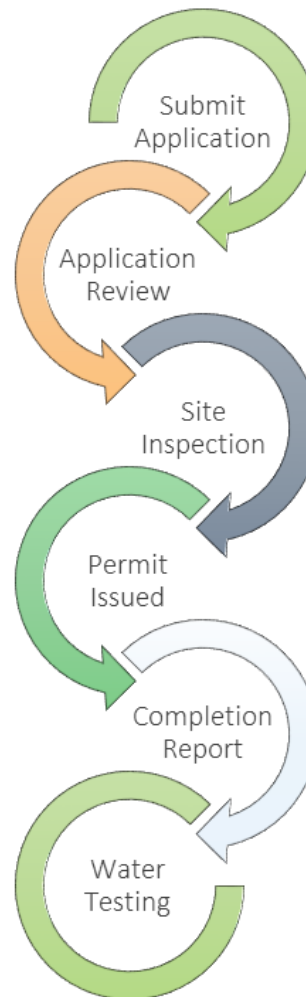 Submit
Application
Application
Review
Site
Inspection
Permit
Issued
Completion
Report
Water
Testing